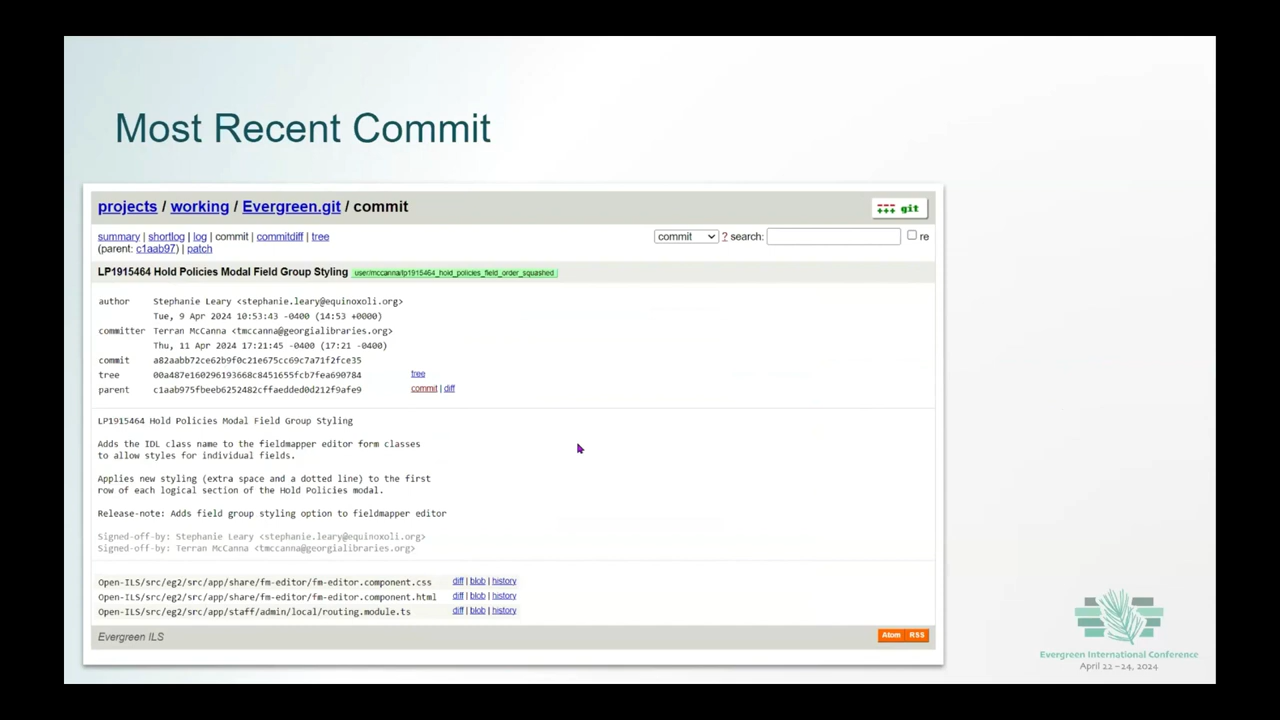 Most Recent Commit
projects / working / Evergreen.git / commit
git
summary | shortlog | log | commit | commitdiff | tree
commit ? search: re
(parent: c1aab97) | patch
LP1915464 Hold Policies Modal Field Group Styling user/mccanna/lp1915464_hold_policies_field_order_squashed
author Stephanie Leary <stephanie.leary@equinoxoli.org>
Tue, 9 Apr 2024 10:53:43 -0400 (14:53 +0000)
committer Terran McCanna <tmccanna@georgialibraries.org>
Thu, 11 Apr 2024 17:21:45 -0400 (17:21 -0400)
commit a82aabb72ce62b9f0c21e675cc69c7a71f2fce35
tree 00a487e160296193668c8451655fcb7fea690784 tree
parent c1aab975fbeeb6252482cffaedded0d212f9afe9 commit | diff
LP1915464 Hold Policies Modal Field Group Styling
Adds the IDL class name to the fieldmapper editor form classes
to allow styles for individual fields.
Applies new styling (extra space and a dotted line) to the first
row of each logical section of the Hold Policies modal.
Release-note: Adds field group styling option to fieldmapper editor
Signed-off-by: Stephanie Leary <stephanie.leary@equinoxoli.org>
Signed-off-by: Terran McCanna <tmccanna@georgialibraries.org>
Open-ILS/src/eg2/src/app/share/fm-editor/fm-editor.component.css diff | blob | history
Open-ILS/src/eg2/src/app/share/fm-editor/fm-editor.component.html diff | blob | history
Open-ILS/src/eg2/src/app/staff/admin/local/routing.module.ts diff | blob | history
Evergreen ILS
Atom RSS
Evergreen International Conference
April 22 –24, 2024